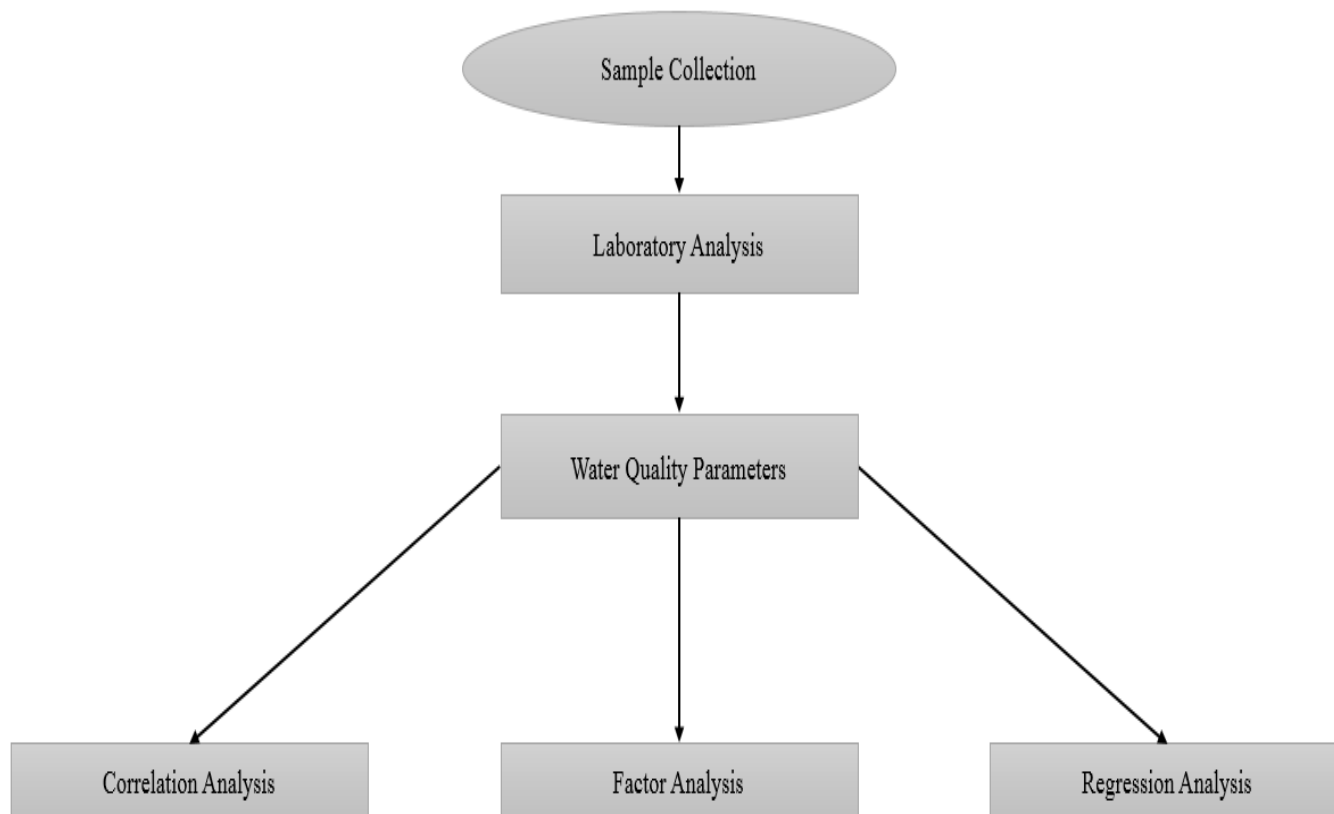 Sample Collection
Laboratory Analysis
Water Quality Parameters
Correlation Analysis
Factor Analysis
Regression Analysis